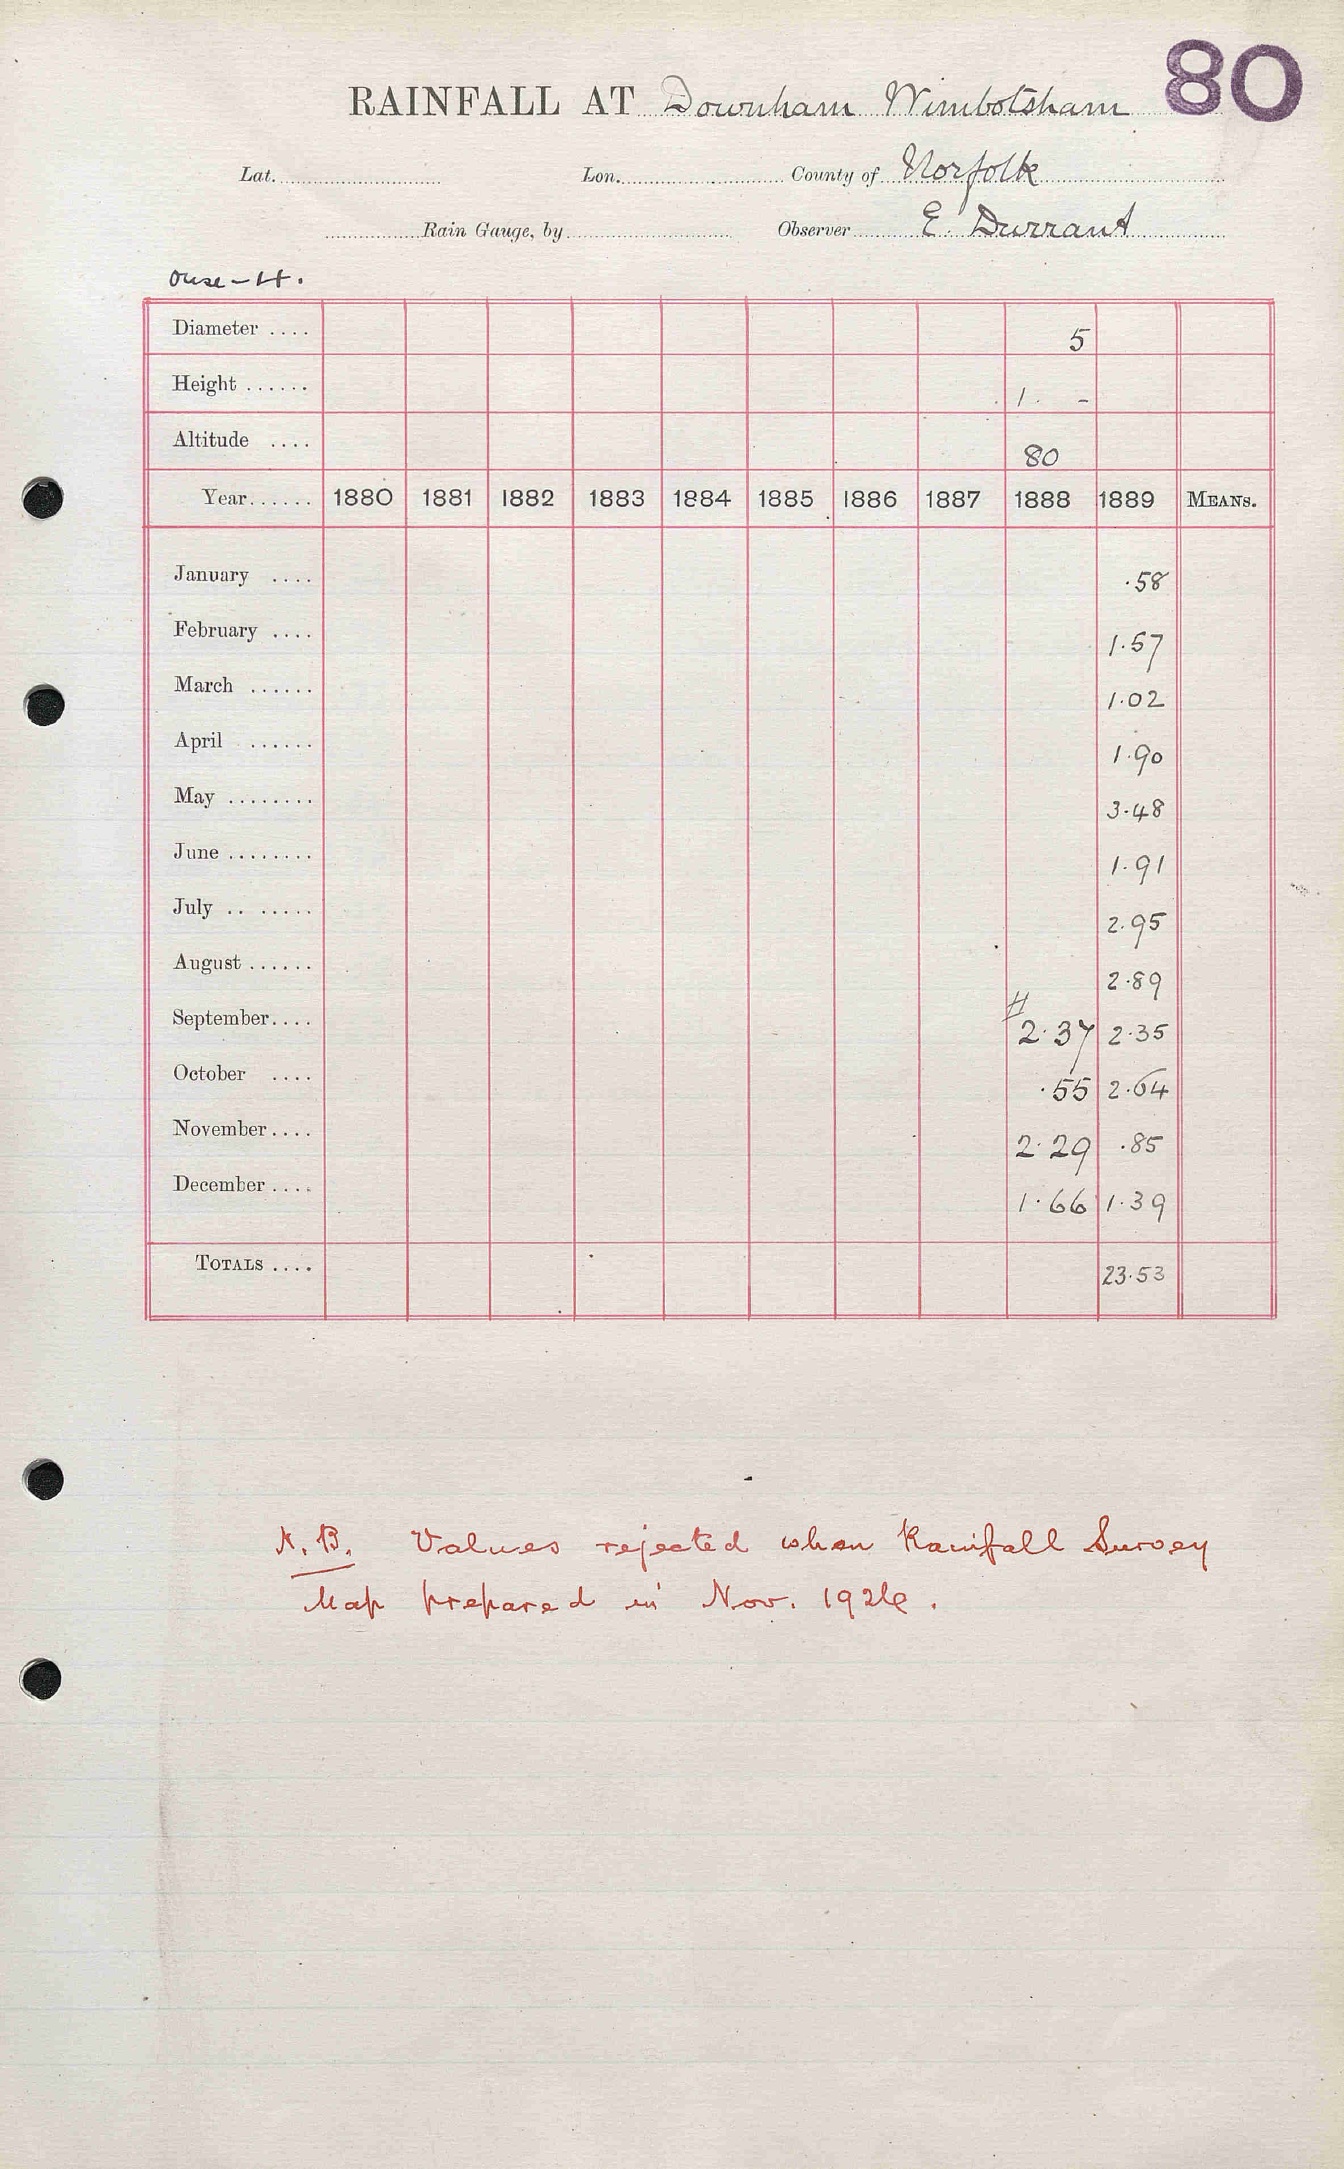 80
RAINFALL AT Downham Wimbotsham
Lat. Lon. County of Norfolk
Rain Gauge, by Observer E. Durrant
Ouse - H.
Diameter .... 5
Height ...... 1. -
Altitude .... 80
Year...... 1880 1881 1882 1883 1884 1885 1886 1887 1888 1889 MEANS.
January .... .58
February .... 1.57
March ...... 1.02
April ...... 1.90
May ........ 3.48
June ........ 1.91
July .. ...... 2.95
August ...... 2.89
September.... # 2.37 2.35
October .... .55 2.64
November.... 2.29 .85
December.... 1.66 1.39
TOTALS .... 23.53
N.B. Values rejected when Rainfall Survey
Map prepared in Nov. 1926.